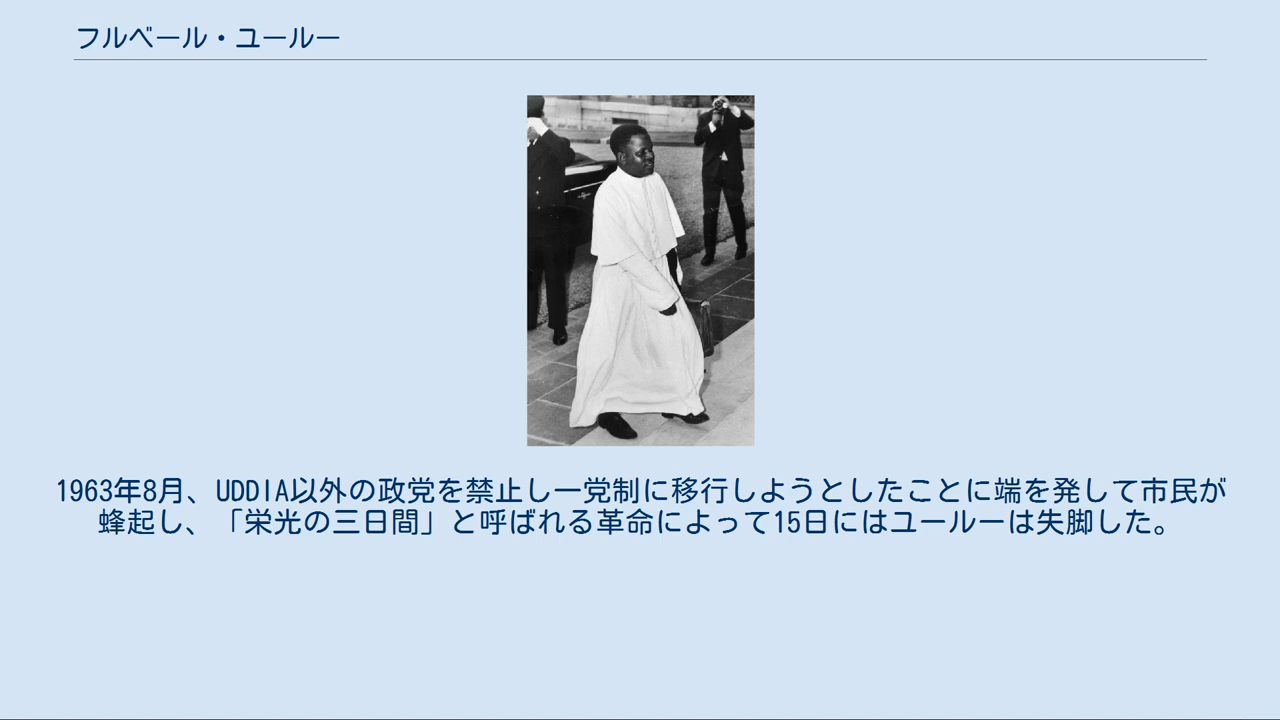 フルベール・ユールー
1963年8月、UDDIA以外の政党を禁止し一党制に移行しようとしたことに端を発して市民が
蜂起し、「栄光の三日間」と呼ばれる革命によって15日にはユールーは失脚した。